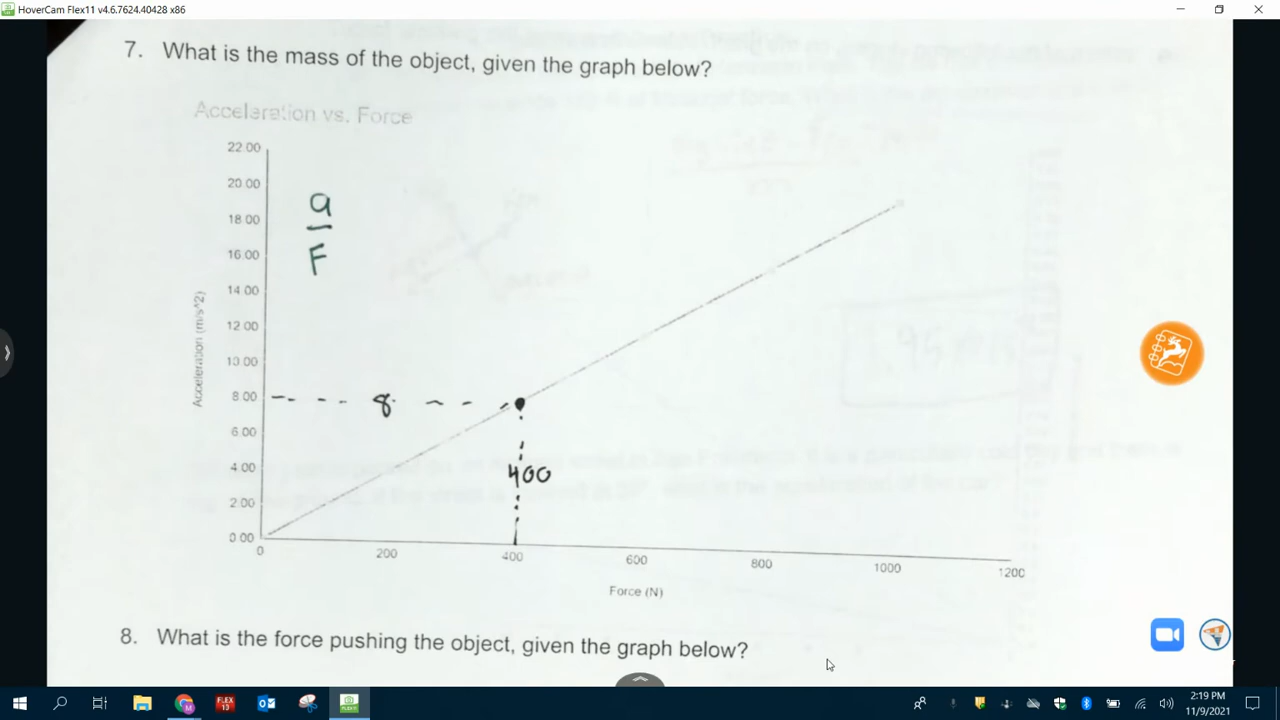 HoverCam Flex11 v4.6.7624.40428 x86
7. What is the mass of the object, given the graph below?
Accelaration vs. Force
22.00
20.00
18.00
16.00
14.00
12.00
10.00
8.00
6.00
4.00
2.00
0.00
Acceleration (m/s^2)
a
F
8
400
0
200
400
600
800
1000
1200
Force (N)
8. What is the force pushing the object, given the graph below?
2:19 PM
11/9/2021